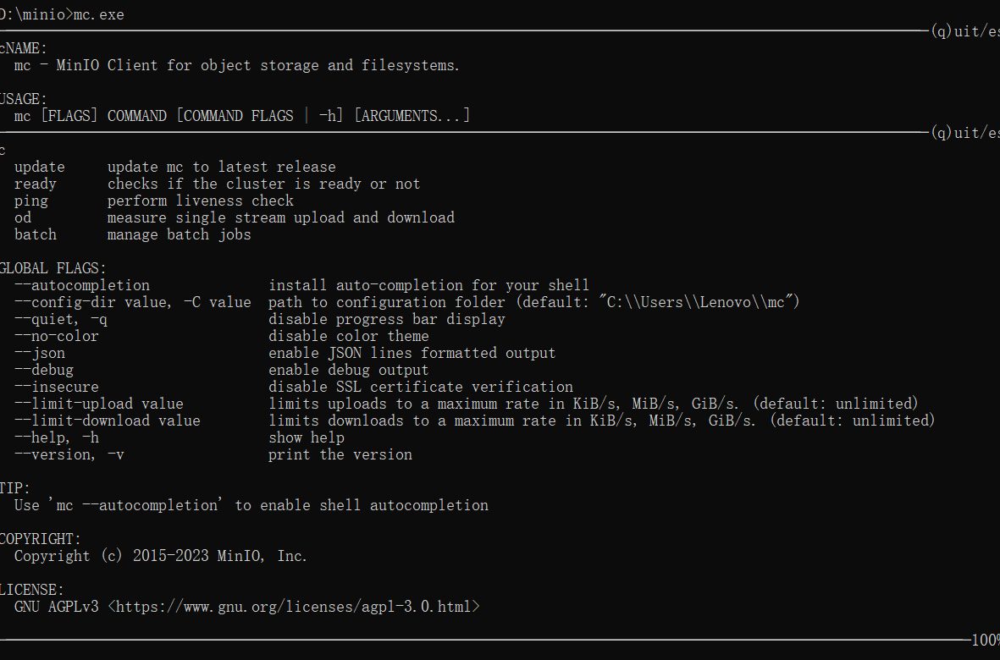 D:\minio>mc.exe
(q)uit/es
cNAME:
mc - MinIO Client for object storage and filesystems.
USAGE:
mc [FLAGS] COMMAND [COMMAND FLAGS | -h] [ARGUMENTS...]
(q)uit/es
c
update update mc to latest release
ready checks if the cluster is ready or not
ping perform liveness check
od measure single stream upload and download
batch manage batch jobs
GLOBAL FLAGS:
--autocompletion install auto-completion for your shell
--config-dir value, -C value path to configuration folder (default: "C:\\Users\\Lenovo\\mc")
--quiet, -q disable progress bar display
--no-color disable color theme
--json enable JSON lines formatted output
--debug enable debug output
--insecure disable SSL certificate verification
--limit-upload value limits uploads to a maximum rate in KiB/s, MiB/s, GiB/s. (default: unlimited)
--limit-download value limits downloads to a maximum rate in KiB/s, MiB/s, GiB/s. (default: unlimited)
--help, -h show help
--version, -v print the version
TIP:
Use 'mc --autocompletion' to enable shell autocompletion
COPYRIGHT:
Copyright (c) 2015-2023 MinIO, Inc.
LICENSE:
GNU AGPLv3 <https://www.gnu.org/licenses/agpl-3.0.html>
100%